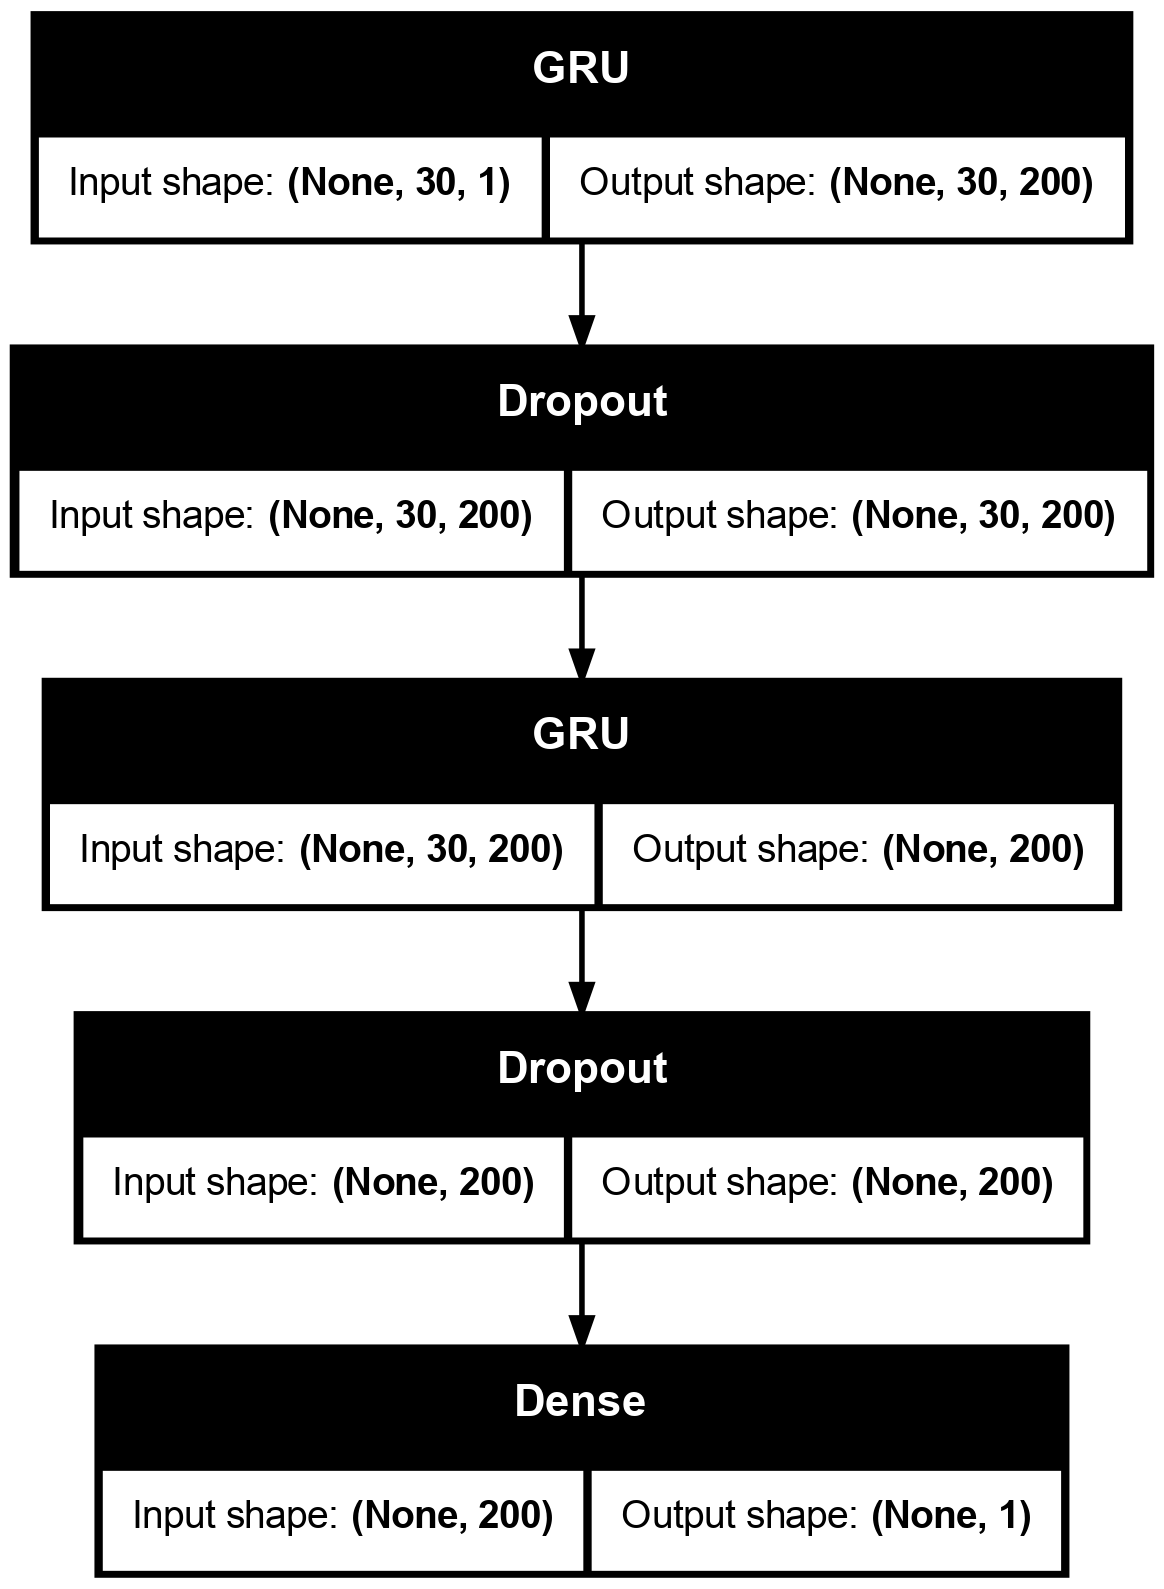 GRU
Input shape: (None, 30, 1) Output shape: (None, 30, 200)
Dropout
Input shape: (None, 30, 200) Output shape: (None, 30, 200)
GRU
Input shape: (None, 30, 200) Output shape: (None, 200)
Dropout
Input shape: (None, 200) Output shape: (None, 200)
Dense
Input shape: (None, 200) Output shape: (None, 1)